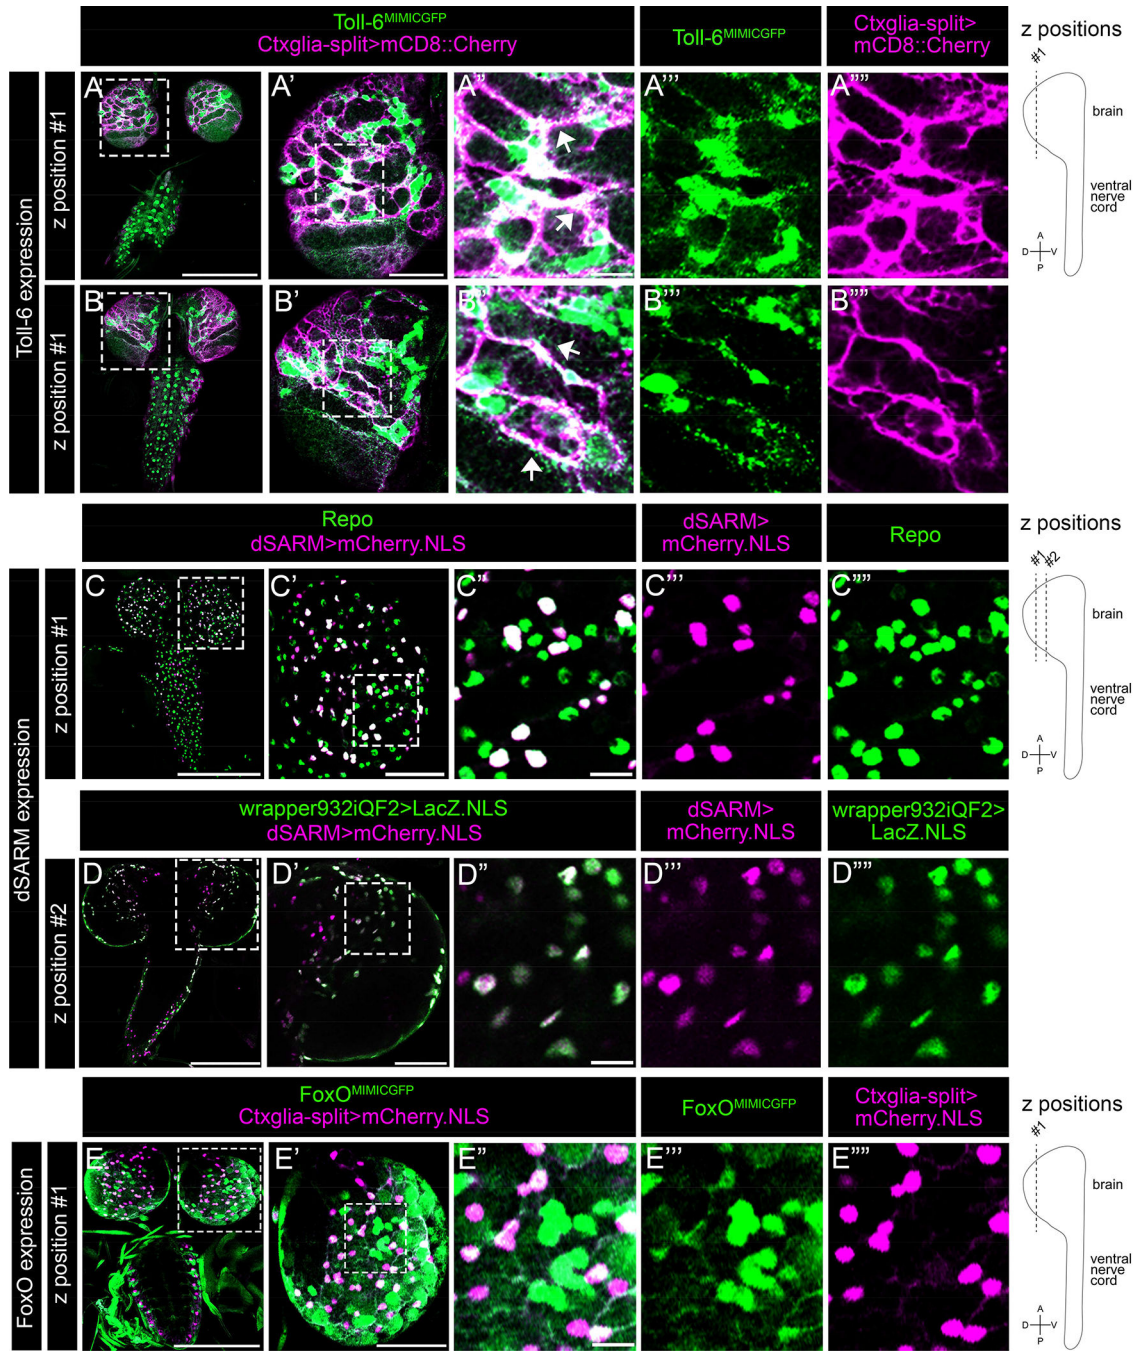 Toll-6MIMICGFP
Ctxglia-split>mCD8::Cherry
Toll-6MIMICGFP
Ctxglia-split>
mCD8::Cherry
z positions
Toll-6 expression
z position #1
A
A'
A"
A"'
A""
#1
brain
ventral
nerve
cord
A
D
V
P
z position #1
B
B'
B"
B"'
B""
Repo
dSARM>mCherry.NLS
dSARM>
mCherry.NLS
Repo
z positions
dSARM expression
z position #1
C
C'
C"
C"'
C""
#1
#2
brain
ventral
nerve
cord
A
D
V
P
wrapper932iQF2>LacZ.NLS
dSARM>mCherry.NLS
dSARM>
mCherry.NLS
wrapper932iQF2>
LacZ.NLS
z position #2
D
D'
D"
D"'
D""
FoxOMIMICGFP
Ctxglia-split>mCherry.NLS
FoxOMIMICGFP
Ctxglia-split>
mCherry.NLS
z positions
FoxO expression
z position #1
E
E'
E"
E"'
E""
#1
brain
ventral
nerve
cord
A
D
V
P